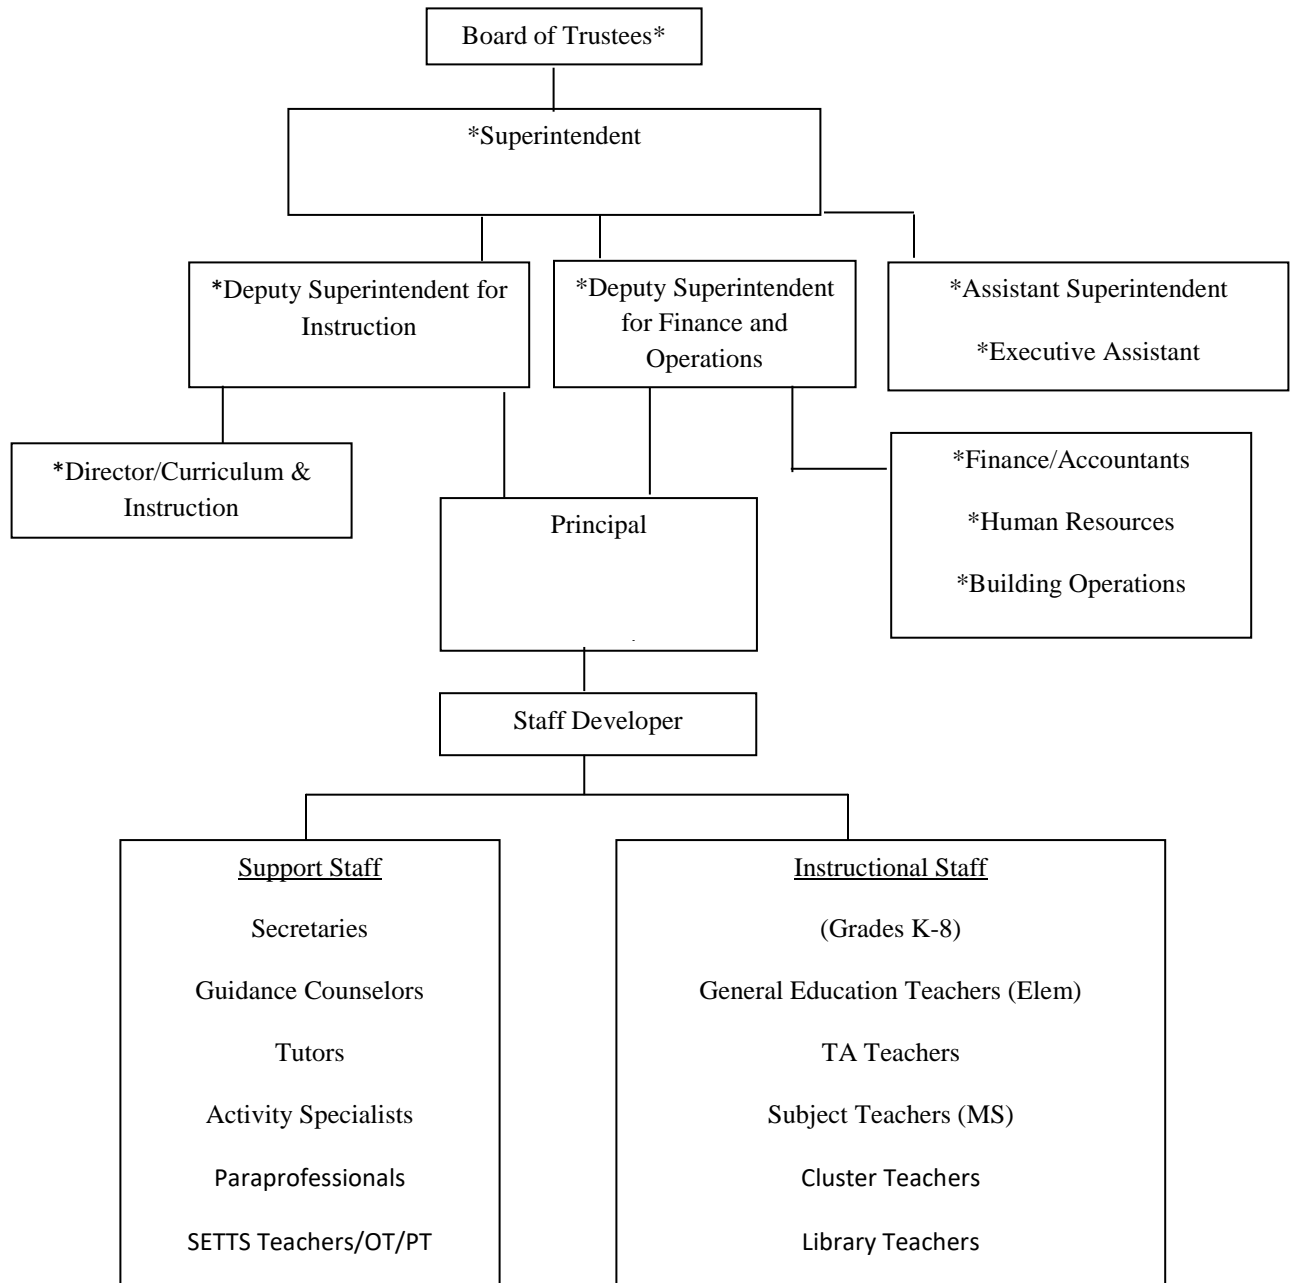 Board of Trustees*
*Superintendent
*Deputy Superintendent for
Instruction
*Deputy Superintendent
for Finance and
Operations
*Assistant Superintendent
*Executive Assistant
*Director/Curriculum &
Instruction
*Finance/Accountants
*Human Resources
*Building Operations
Principal
Staff Developer
Support Staff
Secretaries
Guidance Counselors
Tutors
Activity Specialists
Paraprofessionals
SETTS Teachers/OT/PT
Instructional Staff
(Grades K-8)
General Education Teachers (Elem)
TA Teachers
Subject Teachers (MS)
Cluster Teachers
Library Teachers